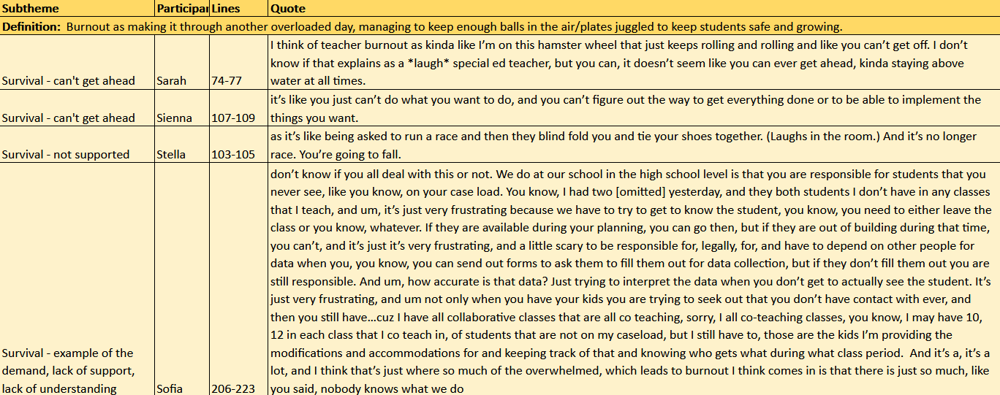 Subtheme Participan Lines Quote
Definition: Burnout as making it through another overloaded day, managing to keep enough balls in the air/plates juggled to keep students safe and growing.
I think of teacher burnout as kinda like I’m on this hamster wheel that just keeps rolling and rolling and like you can’t get off. I don’t
know if that explains as a *laugh* special ed teacher, but you can, it doesn’t seem like you can ever get ahead, kinda staying above
Survival - can't get ahead Sarah 74-77 water at all times.
it’s like you just can’t do what you want to do, and you can’t figure out the way to get everything done or to be able to implement the
Survival - can't get ahead Sienna 107-109 things you want.
as it’s like being asked to run a race and then they blind fold you and tie your shoes together. (Laughs in the room.) And it’s no longer
Survival - not supported Stella 103-105 race. You’re going to fall.
don’t know if you all deal with this or not. We do at our school in the high school level is that you are responsible for students that you
never see, like you know, on your case load. You know, I had two [omitted] yesterday, and they both students I don’t have in any classes
that I teach, and um, it’s just very frustrating because we have to try to get to know the student, you know, you need to either leave the
class or you know, whatever. If they are available during your planning, you can go then, but if they are out of building during that time,
you can’t, and it’s just it’s very frustrating, and a little scary to be responsible for, legally, for, and have to depend on other people for
data when you, you know, you can send out forms to ask them to fill them out for data collection, but if they don’t fill them out you are
still responsible. And um, how accurate is that data? Just trying to interpret the data when you don’t get to actually see the student. It’s
just very frustrating, and um not only when you have your kids you are trying to seek out that you don’t have contact with ever, and
then you still have…cuz I have all collaborative classes that are all co teaching, sorry, I all co-teaching classes, you know, I may have 10,
12 in each class that I co teach in, of students that are not on my caseload, but I still have to, those are the kids I’m providing the
Survival - example of the modifications and accommodations for and keeping track of that and knowing who gets what during what class period. And it’s a, it’s a
demand, lack of support, lot, and I think that’s just where so much of the overwhelmed, which leads to burnout I think comes in is that there is just so much, like
lack of understanding Sofia 206-223 you said, nobody knows what we do